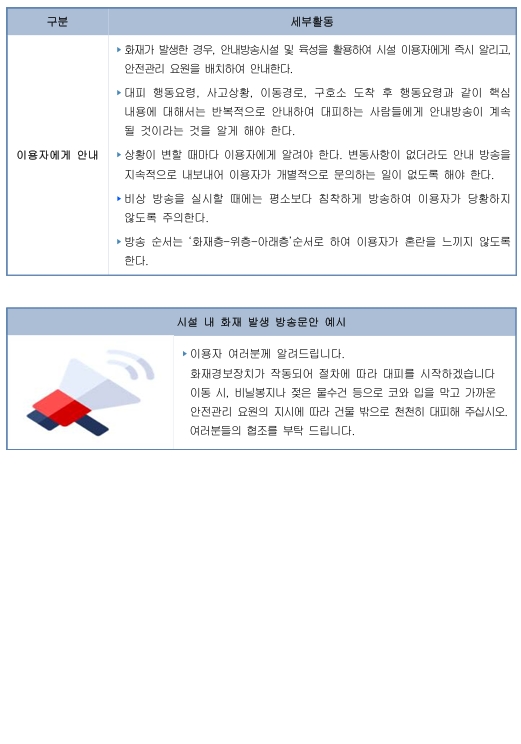 구분 세부활동
이용자에게 안내
▸화재가 발생한 경우, 안내방송시설 및 육성을 활용하여 시설 이용자에게 즉시 알리고,
안전관리 요원을 배치하여 안내한다.
▸대피 행동요령, 사고상황, 이동경로, 구호소 도착 후 행동요령과 같이 핵심
내용에 대해서는 반복적으로 안내하여 대피하는 사람들에게 안내방송이 계속
될 것이라는 것을 알게 해야 한다.
▸상황이 변할 때마다 이용자에게 알려야 한다. 변동사항이 없더라도 안내 방송을
지속적으로 내보내어 이용자가 개별적으로 문의하는 일이 없도록 해야 한다.
▸비상 방송을 실시할 때에는 평소보다 침착하게 방송하여 이용자가 당황하지
않도록 주의한다.
▸방송 순서는 ‘화재층-위층-아래층’순서로 하여 이용자가 혼란을 느끼지 않도록
한다.
시설 내 화재 발생 방송문안 예시
▸이용자 여러분께 알려드립니다.
화재경보장치가 작동되어 절차에 따라 대피를 시작하겠습니다
이동 시, 비닐봉지나 젖은 물수건 등으로 코와 입을 막고 가까운
안전관리 요원의 지시에 따라 건물 밖으로 천천히 대피해 주십시오.
여러분들의 협조를 부탁 드립니다.